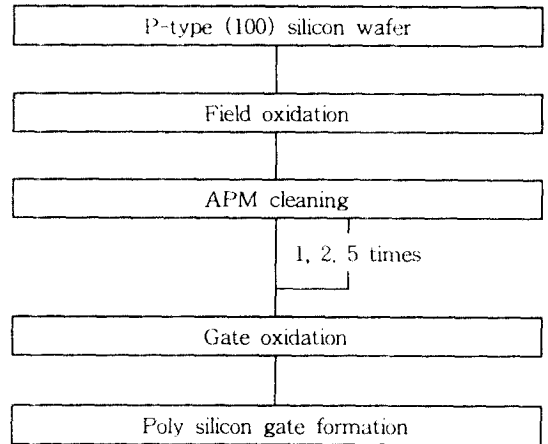 P-type (100) silicon wafer
Field oxidation
APM cleaning
1, 2, 5 times
Gate oxidation
Poly silicon gate formation